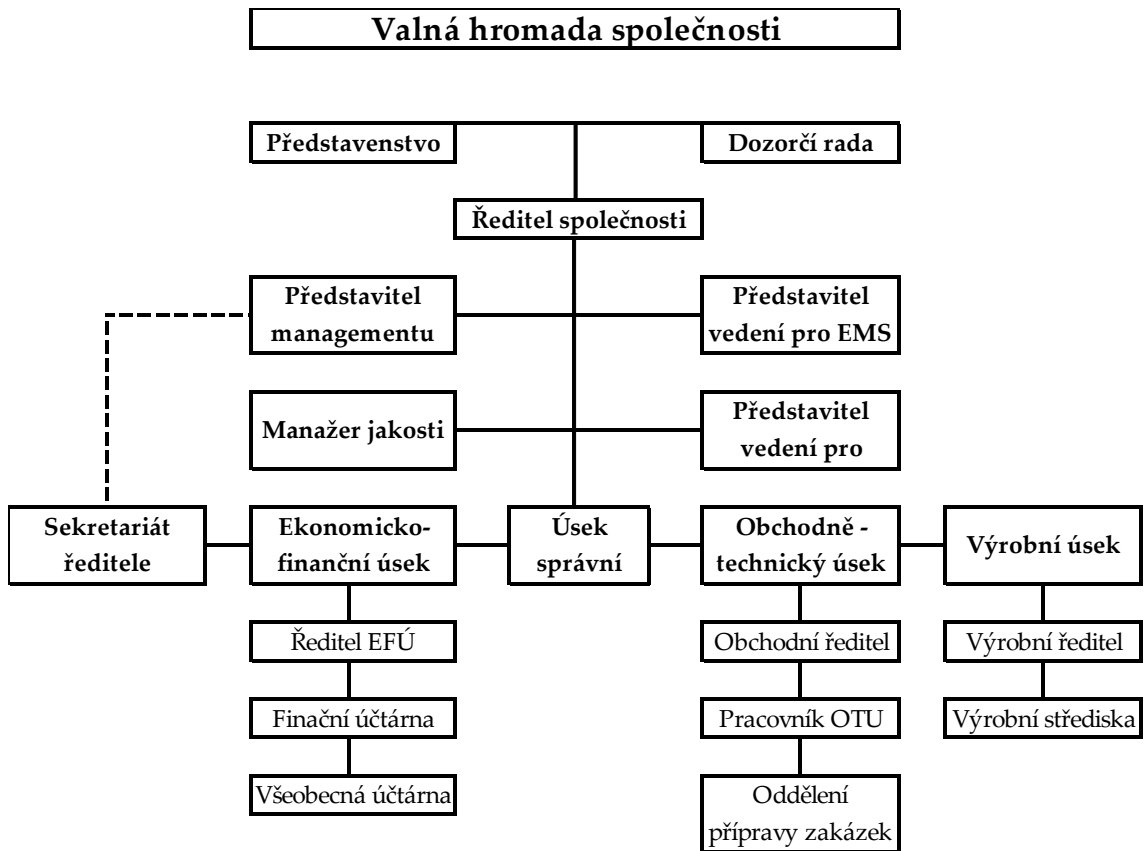 Valná hromada společnosti
Představenstvo
Dozorčí rada
Ředitel společnosti
Představitel
managementu
Představitel
vedení pro EMS
Manažer jakosti
Představitel
vedení pro
Sekretariát
ředitele
Ekonomicko-
finanční úsek
Úsek
správní
Obchodně -
technický úsek
Výrobní úsek
Ředitel EFÚ
Obchodní ředitel
Výrobní ředitel
Finační účtárna
Pracovník OTU
Výrobní střediska
Všeobecná účtárna
Oddělení
přípravy zakázek